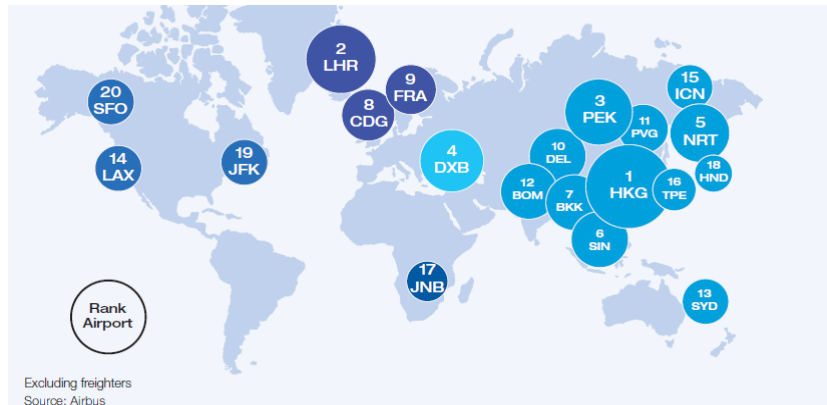 2
LHR
9
FRA
8
CDG
20
SFO
14
LAX
19
JFK
4
DXB
3
PEK
15
ICN
11
PVG
5
NRT
10
DEL
18
HND
12
BOM
7
BKK
1
HKG
16
TPE
6
SIN
17
JNB
13
SYD
Rank
Airport
Excluding freighters
Source: Airbus